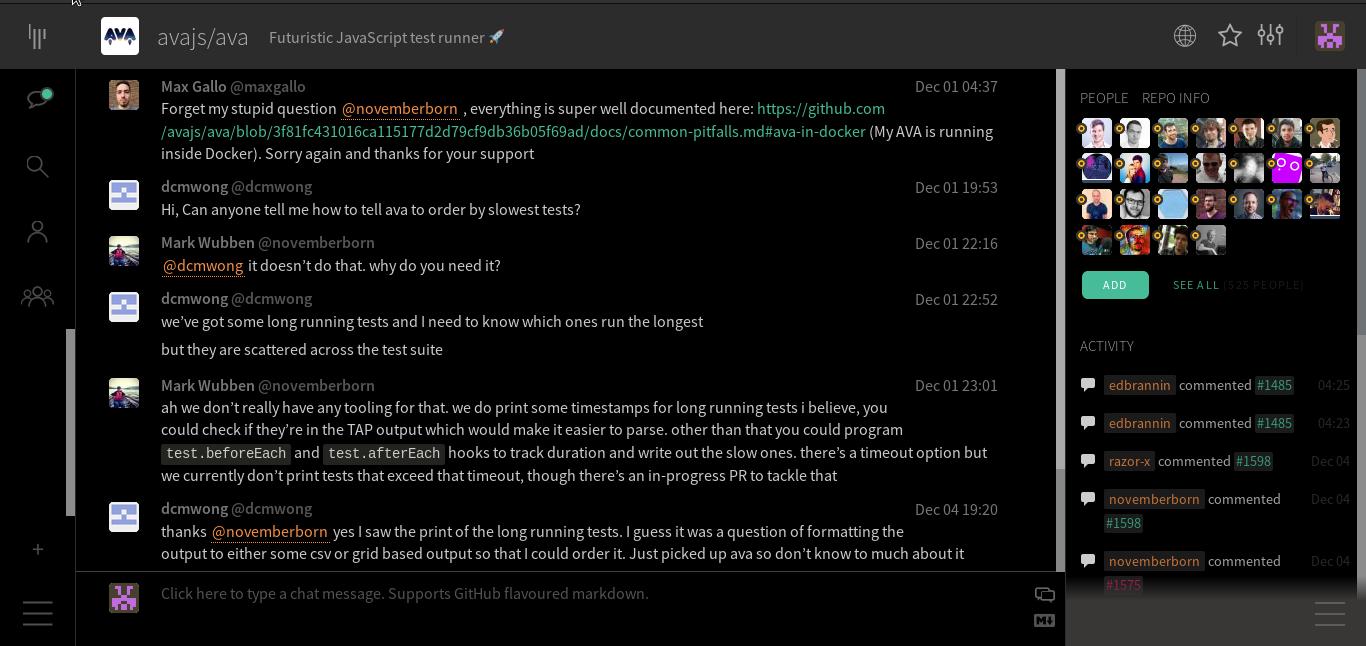 AVA
avajs/ava
Futuristic JavaScript test runner 🚀
Max Gallo @maxgallo
Dec 01 04:37
Forget my stupid question @novemberborn , everything is super well documented here: https://github.com
/avajs/ava/blob/3f81fc431016ca115177d2d79cf9db36b05f69ad/docs/common-pitfalls.md#ava-in-docker (My AVA is running
inside Docker). Sorry again and thanks for your support
dcmwong @dcmwong
Dec 01 19:53
Hi, Can anyone tell me how to tell ava to order by slowest tests?
Mark Wubben @novemberborn
Dec 01 22:16
@dcmwong it doesn't do that. why do you need it?
dcmwong @dcmwong
Dec 01 22:52
we've got some long running tests and I need to know which ones run the longest
but they are scattered across the test suite
Mark Wubben @novemberborn
Dec 01 23:01
ah we don't really have any tooling for that. we do print some timestamps for long running tests i believe, you
could check if they're in the TAP output which would make it easier to parse. other than that you could program
test.beforeEach and test.afterEach hooks to track duration and write out the slow ones. there's a timeout option but
we currently don't print tests that exceed that timeout, though there's an in-progress PR to tackle that
dcmwong @dcmwong
Dec 04 19:20
thanks @novemberborn yes I saw the print of the long running tests. I guess it was a question of formatting the
output to either some csv or grid based output so that I could order it. Just picked up ava so don't know to much about it
Click here to type a chat message. Supports GitHub flavoured markdown.
M
PEOPLE REPO INFO
ADD
SEE ALL (525 PEOPLE)
ACTIVITY
edbrannin commented #1485 04:25
edbrannin commented #1485 04:23
razor-x commented #1598 Dec 04
novemberborn commented Dec 04
#1598
novemberborn commented Dec 04
#1575